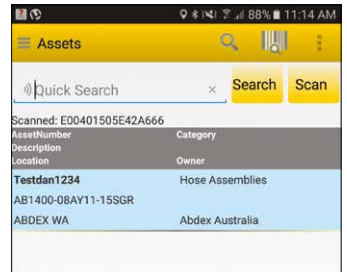 88% 11:14 AM
Assets
Quick Search × Search Scan
Scanned: E00401505E42A666
AssetNumber Category
Description
Location Owner
Testdan1234 Hose Assemblies
AB1400-08AY11-15SGR
ABDEX WA Abdex Australia